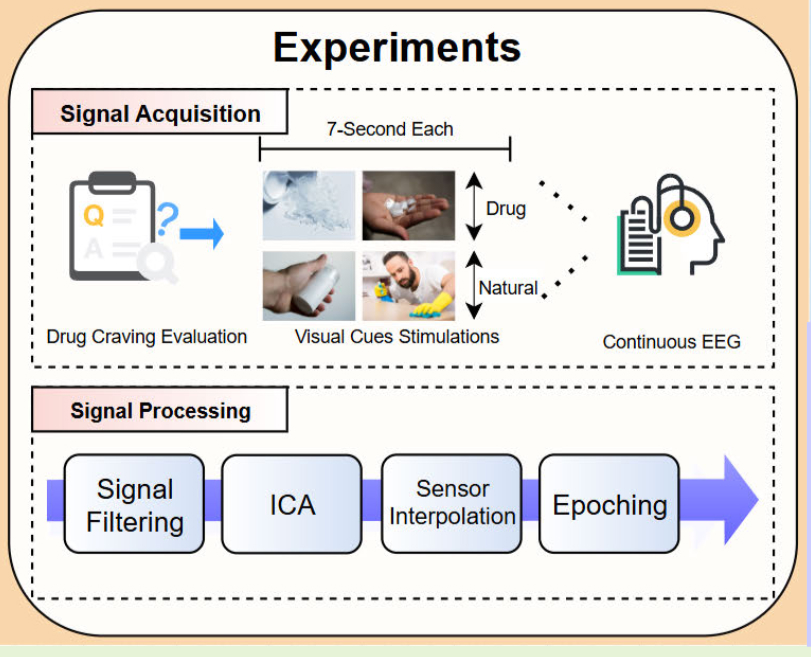 Experiments
Signal Acquisition
7-Second Each
Q
A
?
Drug
Natural
Drug Craving Evaluation
Visual Cues Stimulations
Continuous EEG
Signal Processing
Signal
Filtering
ICA
Sensor
Interpolation
Epoching